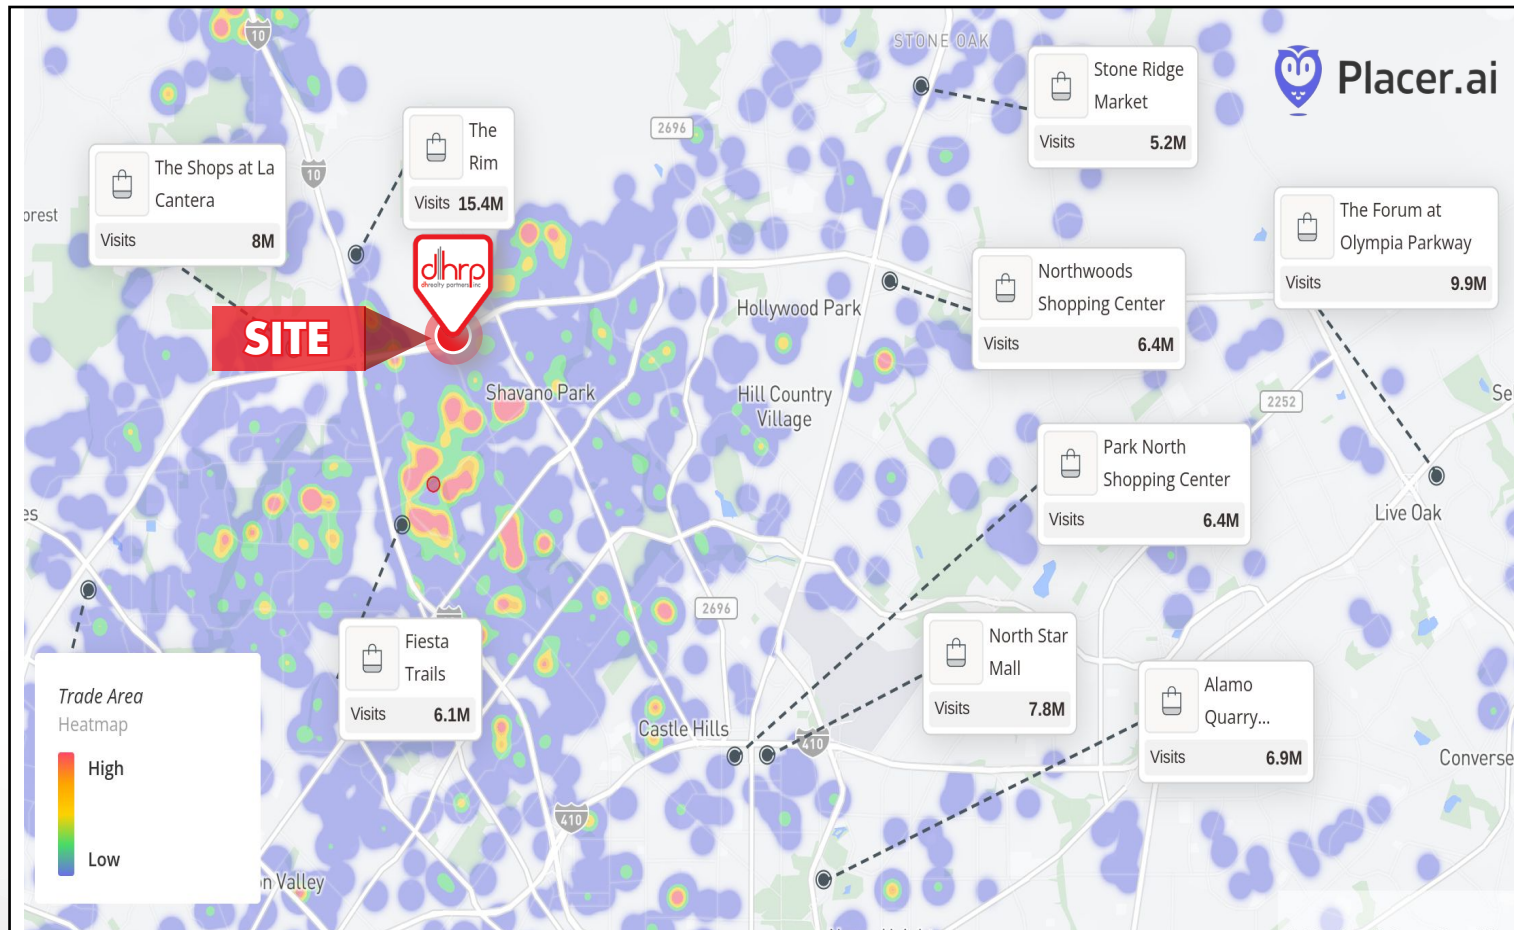 10
STONE OAK
Stone Ridge
Market
Visits 5.2M
Placer.ai
The
Rim
Visits 15.4M
2696
10
The Shops at La
Cantera
Visits 8M
orest
The Forum at
Olympia Parkway
Visits 9.9M
dhrp
dhrealty partners, inc
Northwoods
Shopping Center
Visits 6.4M
Hollywood Park
SITE
Shavano Park
Hill Country
Village
2252
Se
Park North
Shopping Center
Visits 6.4M
es
Live Oak
2696
Fiesta
Trails
Visits 6.1M
North Star
Mall
Visits 7.8M
Alamo
Quarry...
Visits 6.9M
Trade Area
Heatmap
High
Low
Castle Hills
410
Converse
410
on Valley